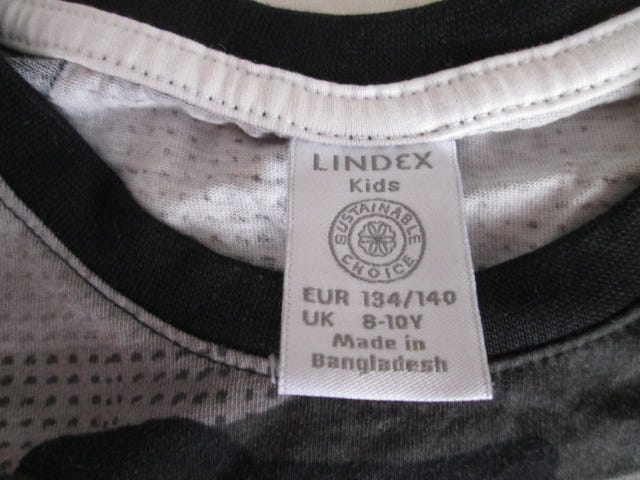 LINDEX
Kids
SUSTAINABLE
CHOICE
EUR 134/140
UK 8-10Y
Made in
Bangladesh